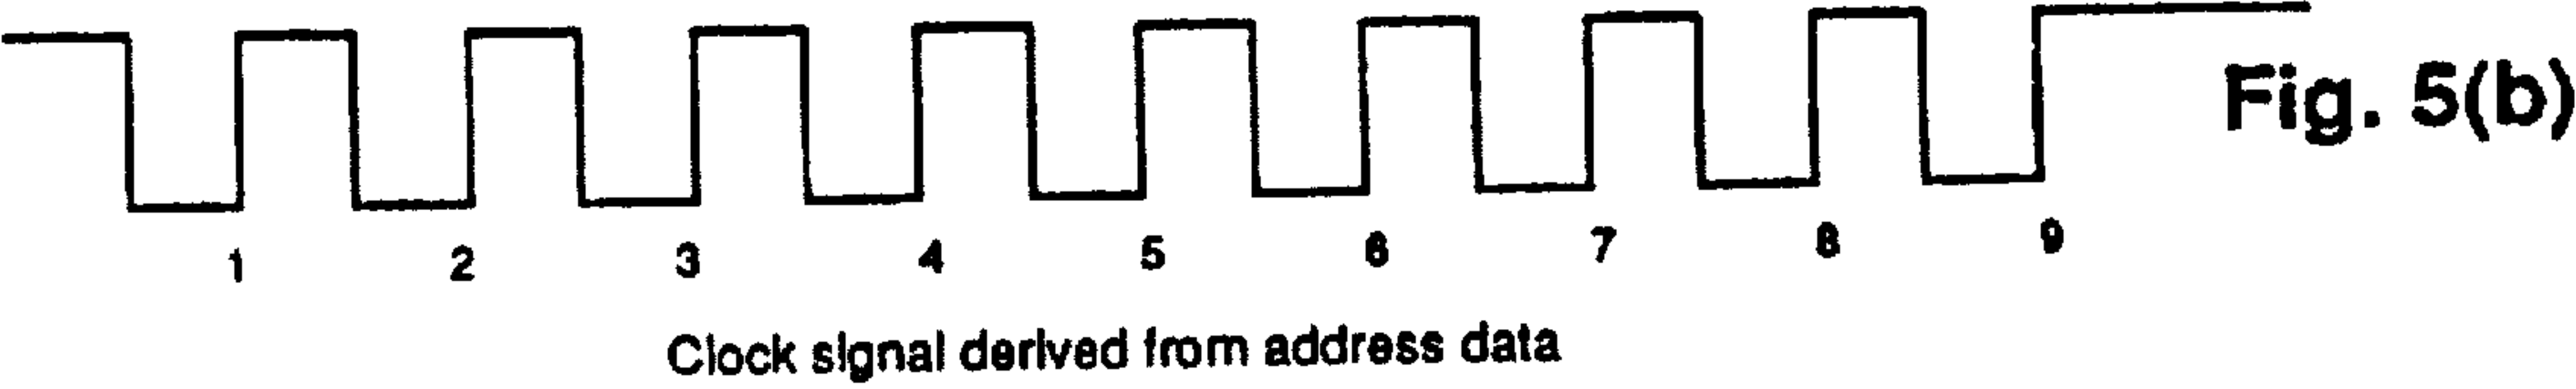 Fig. 5(b)
1 2 3 4 5 6 7 8 9
Clock signal derived from address data